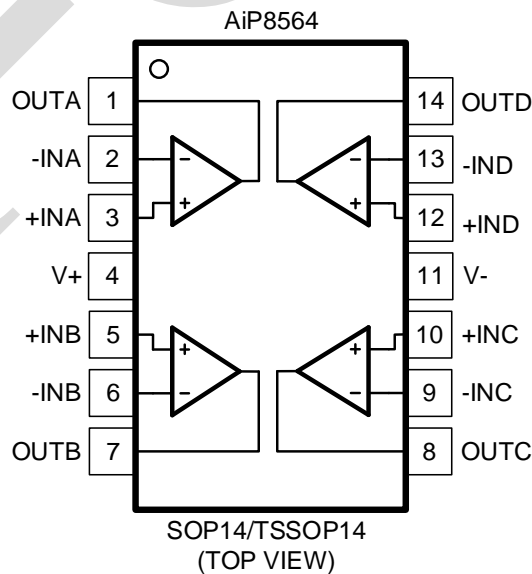 AiP8564
OUTA 1 14 OUTD
-INA 2 - - 13 -IND
+INA 3 + + 12 +IND
V+ 4 11 V-
+INB 5 + + 10 +INC
-INB 6 - - 9 -INC
OUTB 7 8 OUTC
SOP14/TSSOP14
(TOP VIEW)